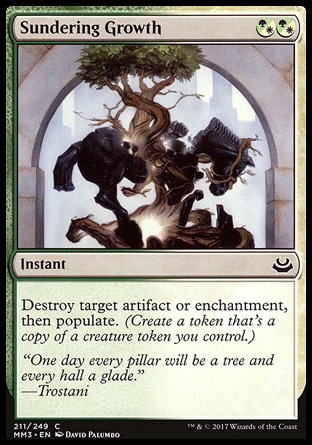 Sundering Growth
Instant
Destroy target artifact or enchantment,
then populate. (Create a token that's a
copy of a creature token you control.)
"One day every pillar will be a tree and
every hall a glade."
—Trostani
211/249 C
MM3 • EN DAVID PALUMBO
™ & © 2017 Wizards of the Coast